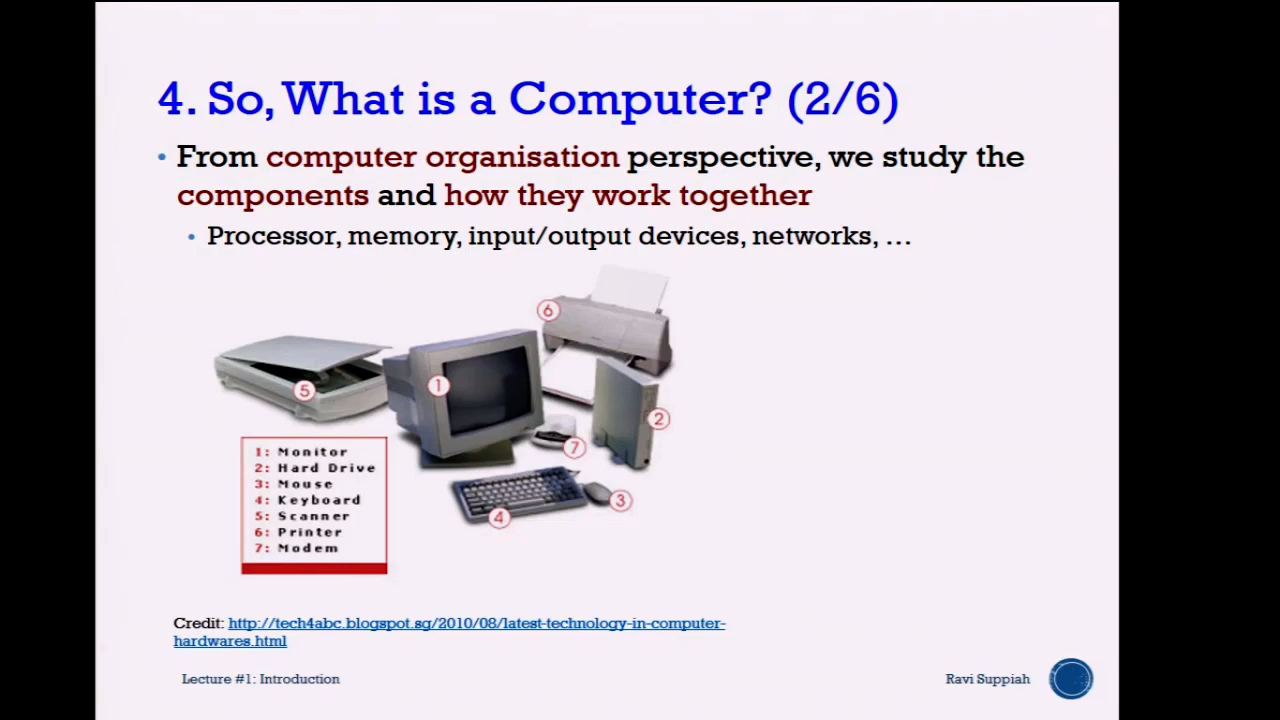 4. So, What is a Computer? (2/6)
• From computer organisation perspective, we study the
components and how they work together
• Processor, memory, input/output devices, networks, …
6
5
1
2
7
3
4
1: Monitor
2: Hard Drive
3: Mouse
4: Keyboard
5: Scanner
6: Printer
7: Modem
Credit: http://tech4abc.blogspot.sg/2010/08/latest-technology-in-computer-
hardwares.html
Lecture #1: Introduction
Ravi Suppiah